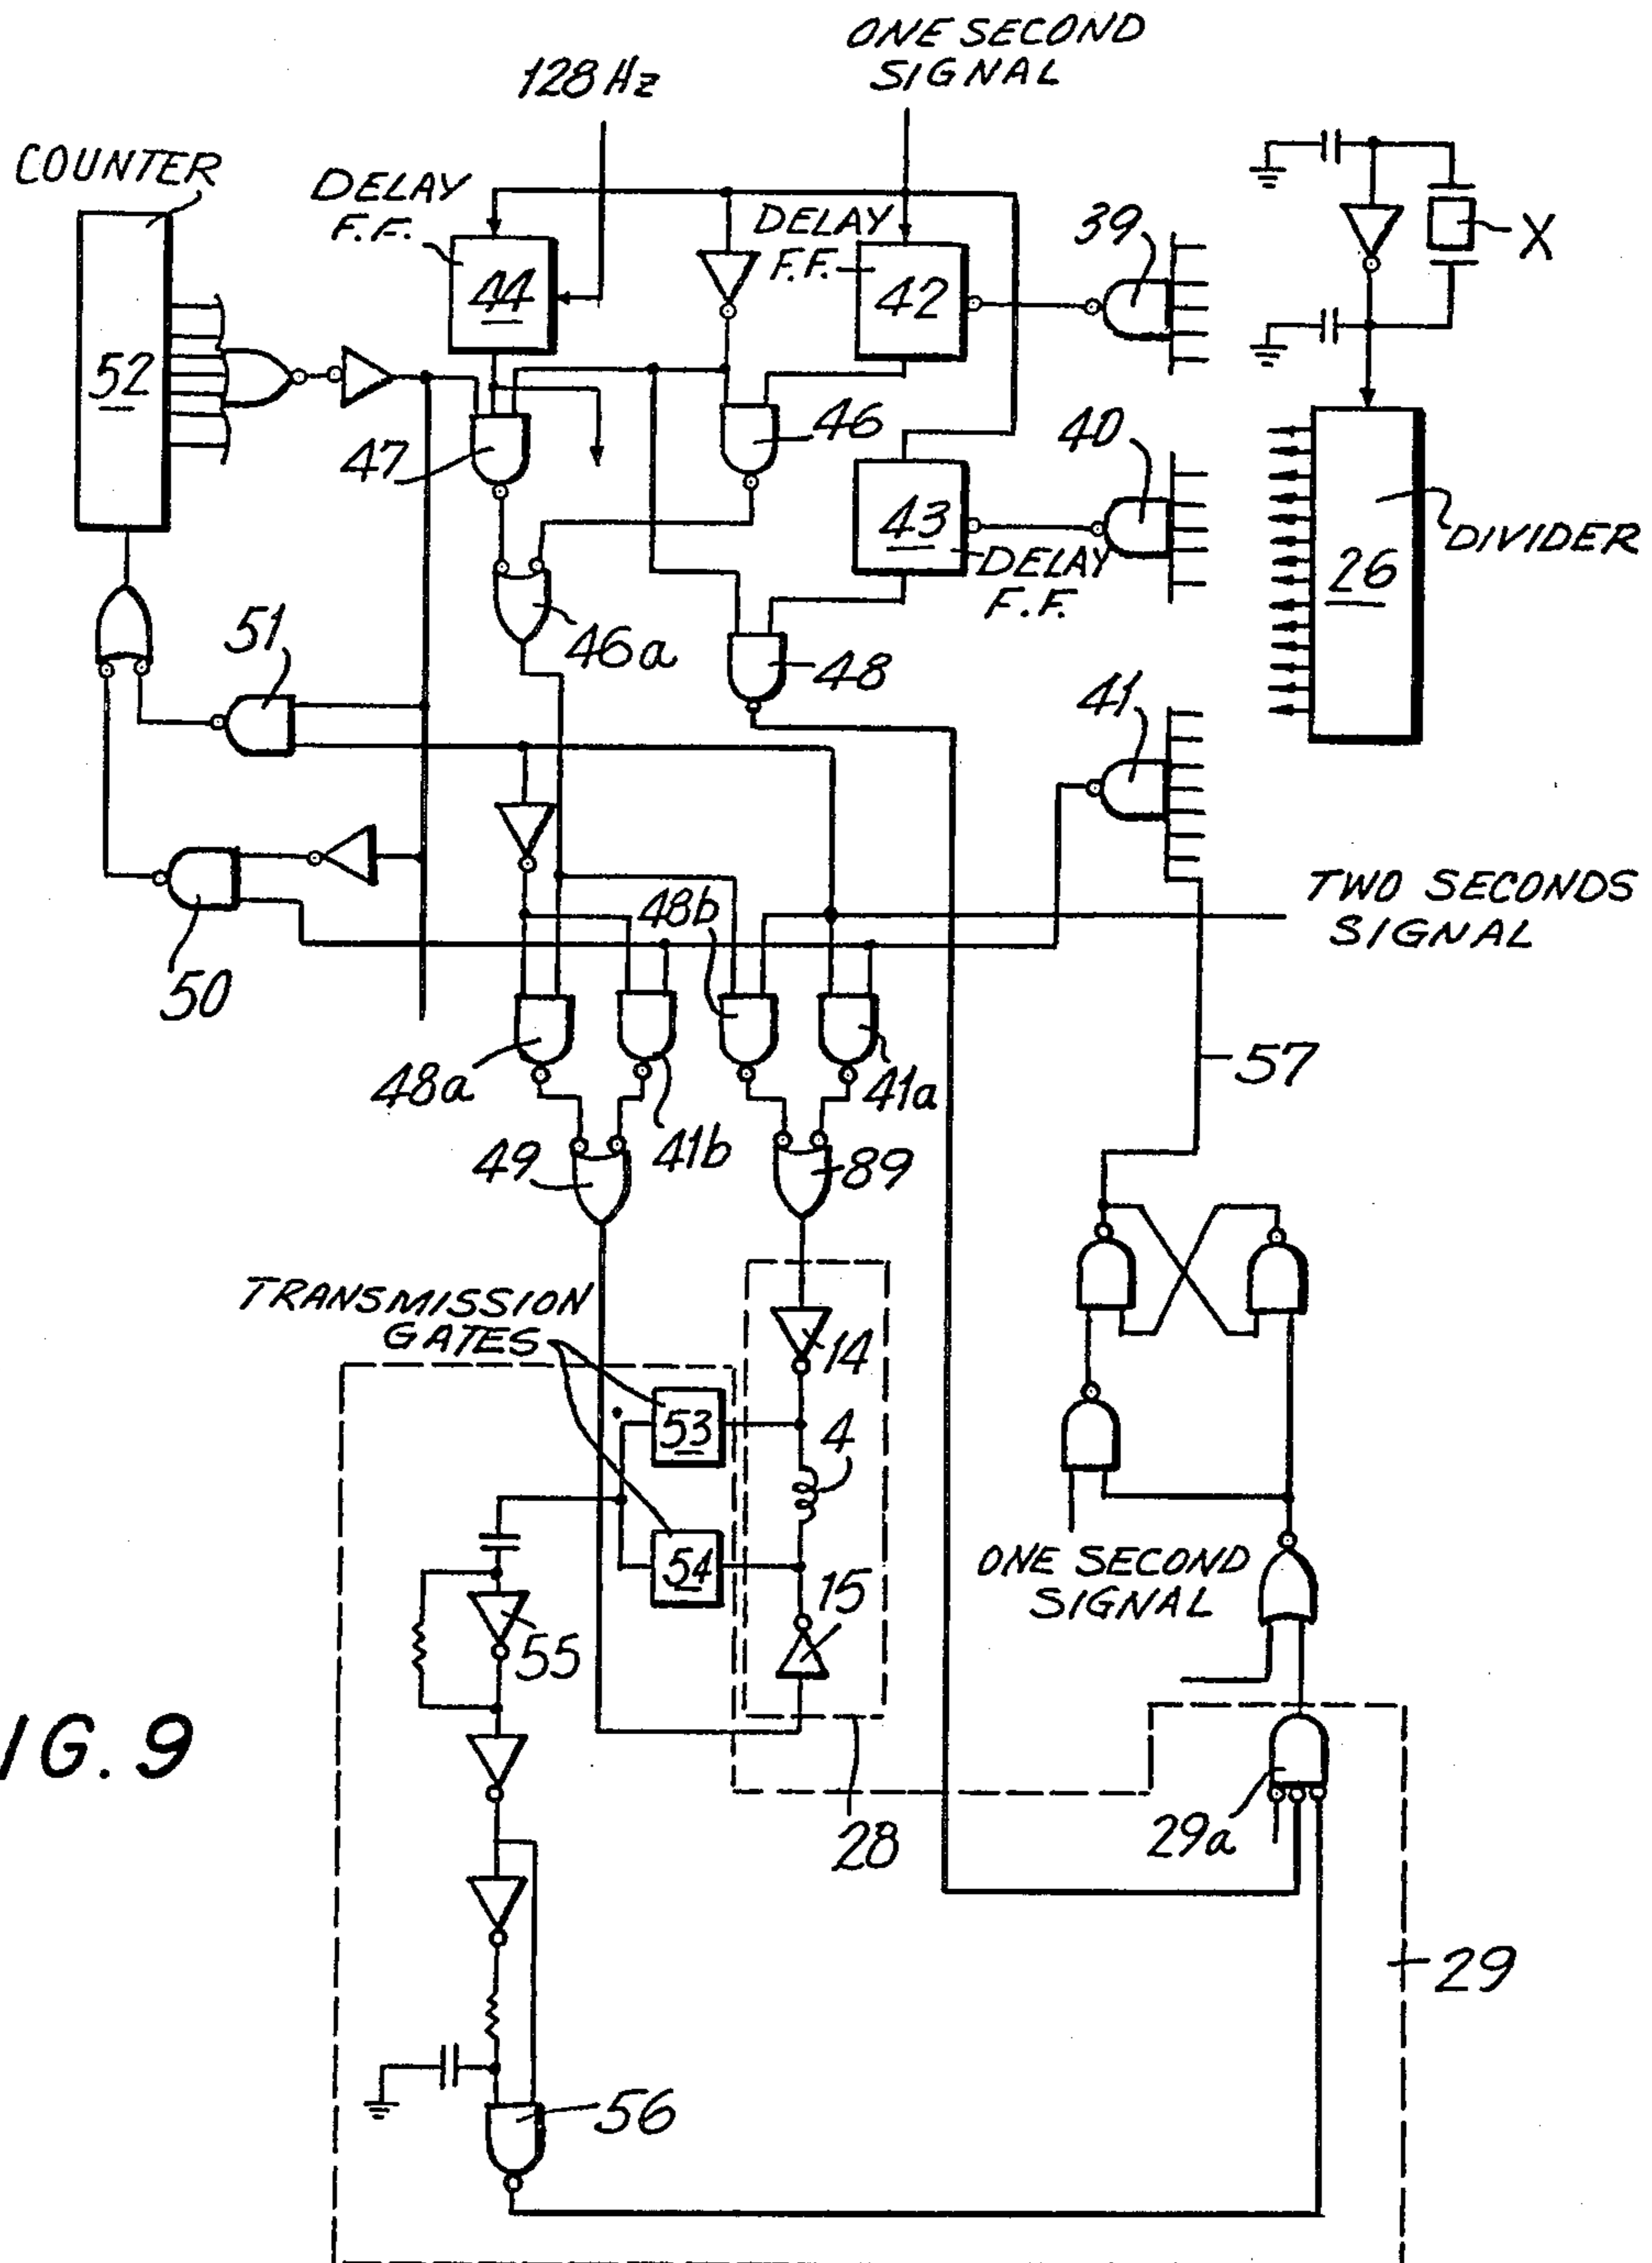 ONE SECOND
SIGNAL
128 Hz
COUNTER
DELAY
F.F.
DELAY
F.F.
39
X
44
42
52
46
40
47
43
DELAY
F.F.
DIVIDER
26
46a
51
48
41
48b
TWO SECONDS
SIGNAL
50
57
48a
41a
41b
49
89
TRANSMISSION
GATES
14
53
4
54
15
ONE SECOND
SIGNAL
55
IG. 9
28
29a
29
56